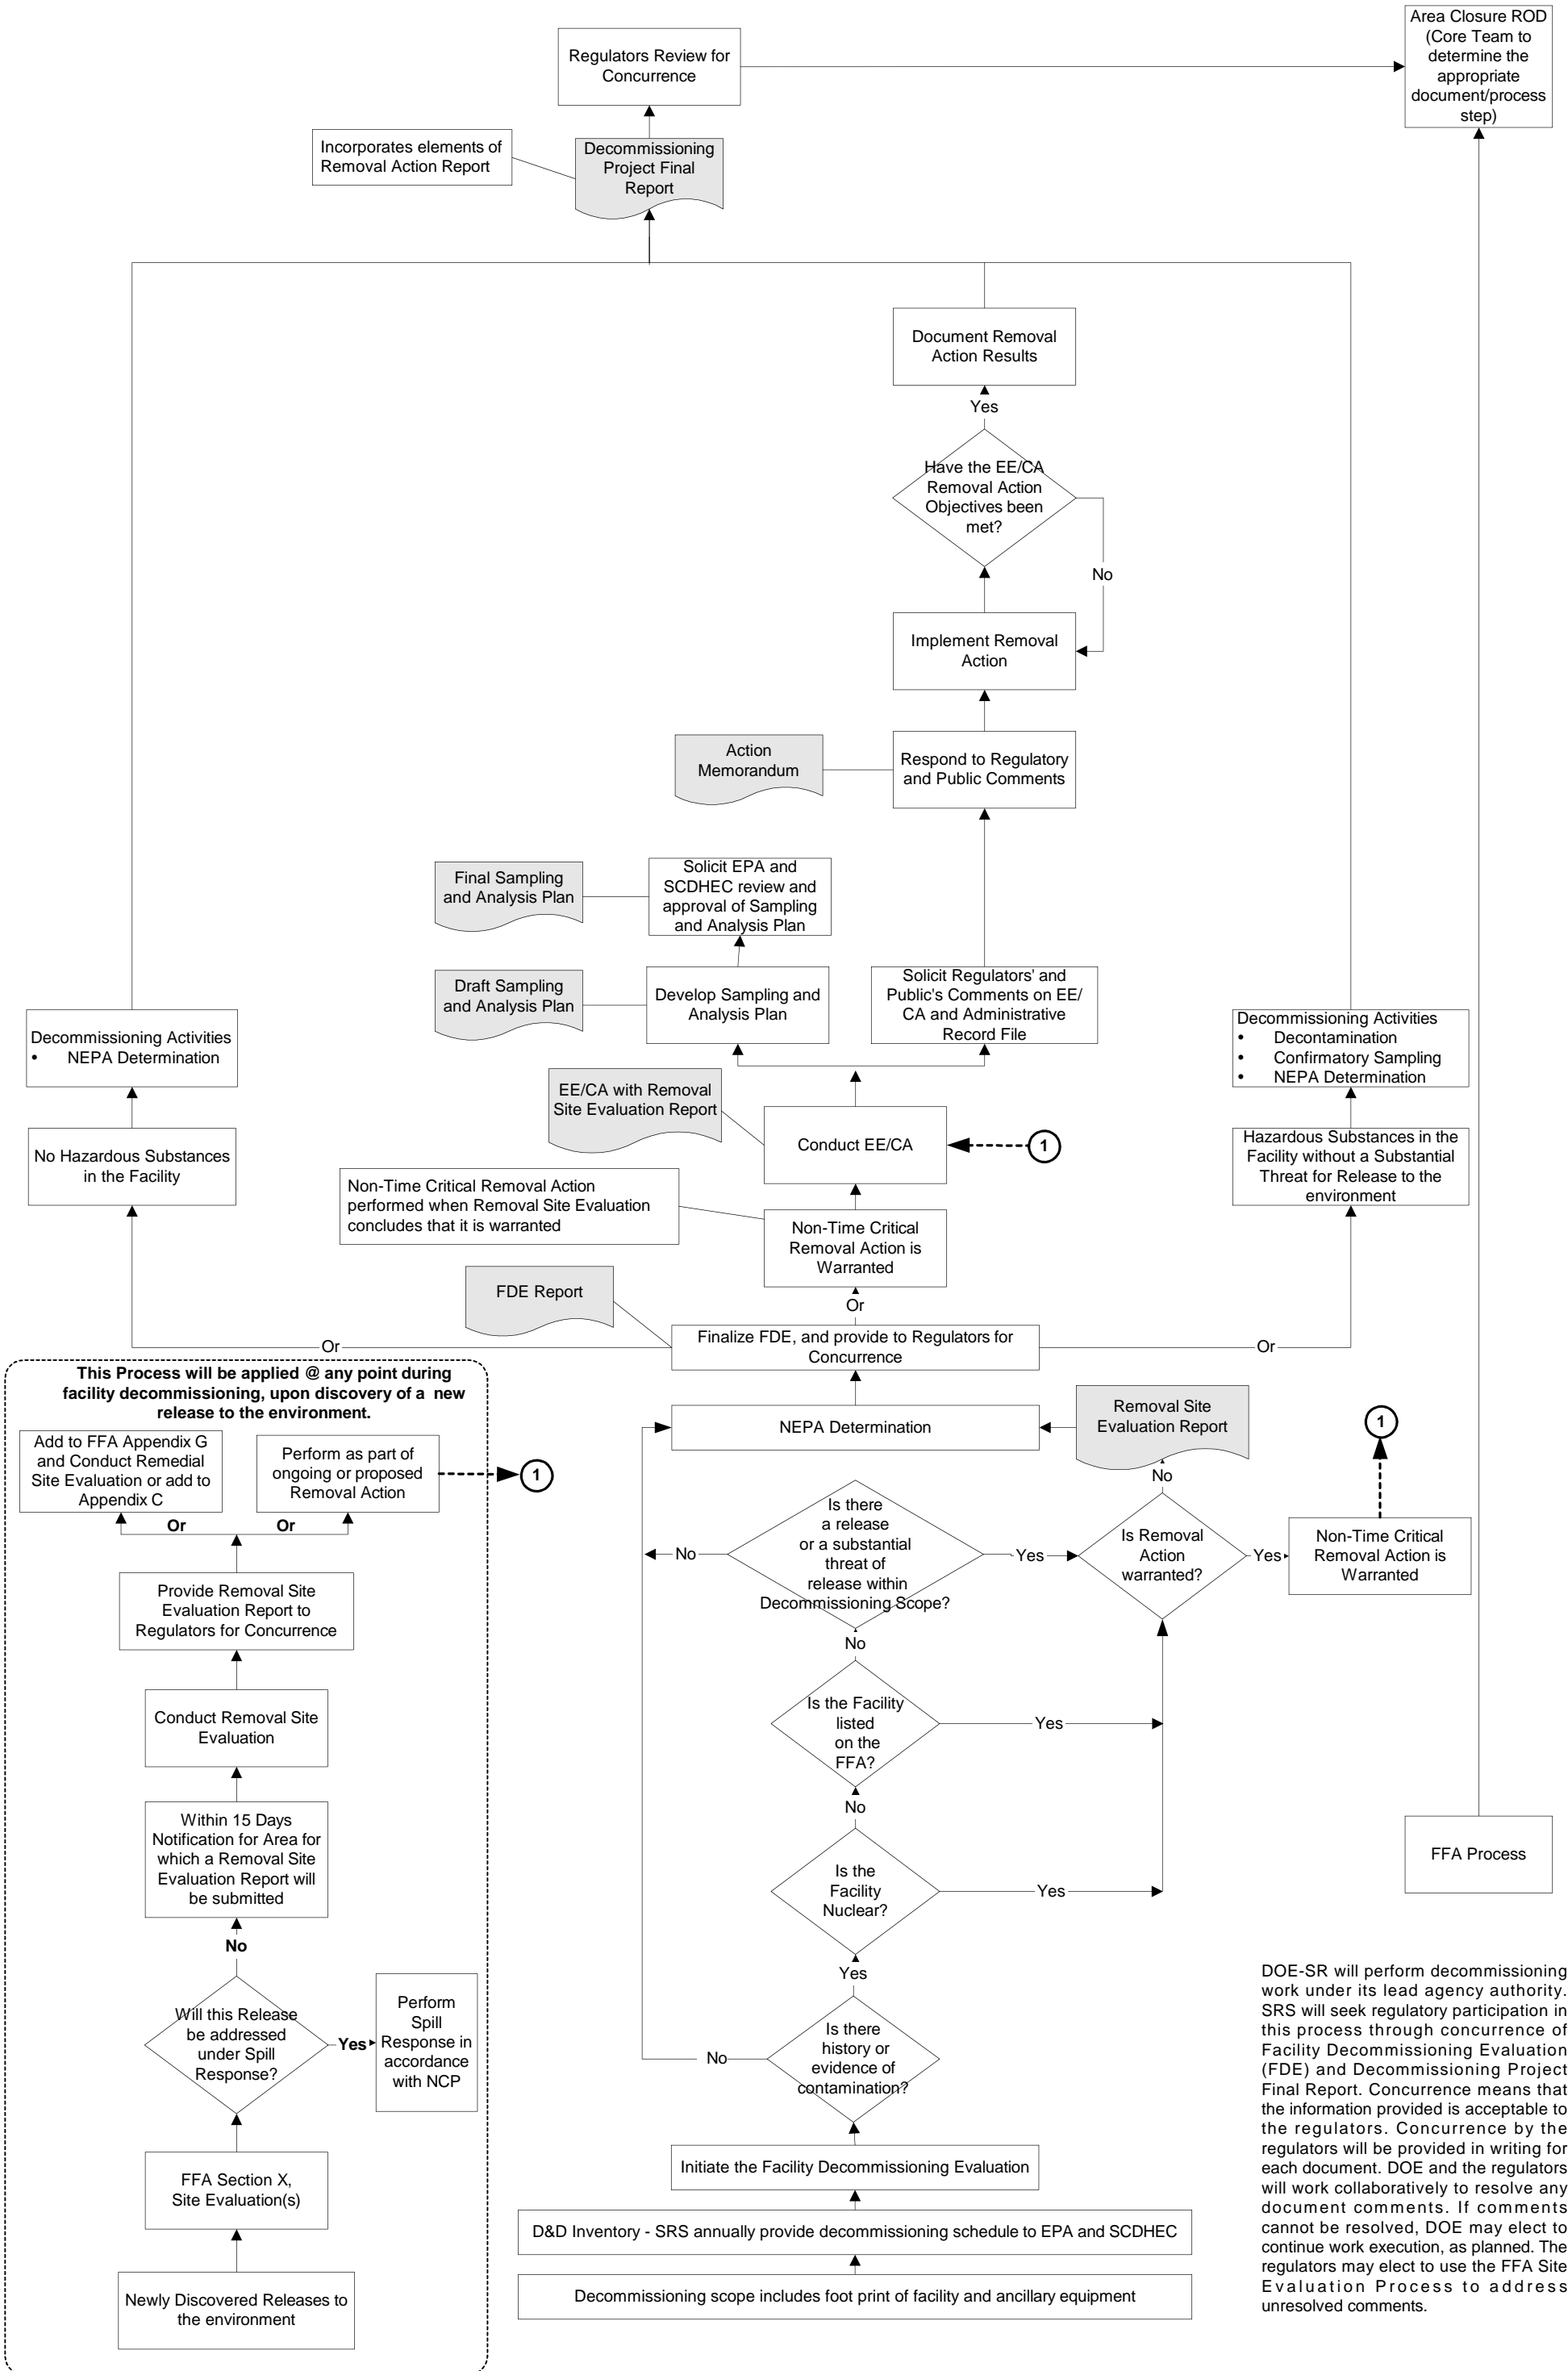 Area Closure ROD
(Core Team to
determine the
appropriate
document/process
step)
Regulators Review for
Concurrence
Incorporates elements of
Removal Action Report
Decommissioning
Project Final
Report
Document Removal
Action Results
Yes
Have the EE/CA
Removal Action
Objectives been
met?
No
Implement Removal
Action
Action
Memorandum
Respond to Regulatory
and Public Comments
Final Sampling
and Analysis Plan
Solicit EPA and
SCDHEC review and
approval of Sampling
and Analysis Plan
Draft Sampling
and Analysis Plan
Develop Sampling and
Analysis Plan
Solicit Regulators' and
Public's Comments on EE/
CA and Administrative
Record File
Decommissioning Activities
• NEPA Determination
Decommissioning Activities
• Decontamination
• Confirmatory Sampling
• NEPA Determination
EE/CA with Removal
Site Evaluation Report
Conduct EE/CA
1
No Hazardous Substances
in the Facility
Hazardous Substances in the
Facility without a Substantial
Threat for Release to the
environment
Non-Time Critical Removal Action
performed when Removal Site Evaluation
concludes that it is warranted
Non-Time Critical
Removal Action is
Warranted
FDE Report
Or
Or
Finalize FDE, and provide to Regulators for
Concurrence
Or
This Process will be applied @ any point during
facility decommissioning, upon discovery of a new
release to the environment.
Add to FFA Appendix G
and Conduct Remedial
Site Evaluation or add to
Appendix C
Perform as part of
ongoing or proposed
Removal Action
1
Or
Or
Provide Removal Site
Evaluation Report to
Regulators for Concurrence
Conduct Removal Site
Evaluation
Within 15 Days
Notification for Area for
which a Removal Site
Evaluation Report will
be submitted
No
Will this Release
be addressed
under Spill
Response?
Yes
Perform
Spill
Response in
accordance
with NCP
FFA Section X,
Site Evaluation(s)
Newly Discovered Releases to
the environment
NEPA Determination
Removal Site
Evaluation Report
1
No
Is there
a release
or a substantial
threat of
release within
Decommissioning Scope?
No
Yes
Is Removal
Action
warranted?
Yes
Non-Time Critical
Removal Action is
Warranted
No
Is the Facility
listed
on the
FFA?
Yes
No
Is the
Facility
Nuclear?
Yes
Yes
Is there
history or
evidence of
contamination?
No
Initiate the Facility Decommissioning Evaluation
D&D Inventory - SRS annually provide decommissioning schedule to EPA and SCDHEC
Decommissioning scope includes foot print of facility and ancillary equipment
FFA Process
DOE-SR will perform decommissioning
work under its lead agency authority.
SRS will seek regulatory participation in
this process through concurrence of
Facility Decommissioning Evaluation
(FDE) and Decommissioning Project
Final Report. Concurrence means that
the information provided is acceptable to
the regulators. Concurrence by the
regulators will be provided in writing for
each document. DOE and the regulators
will work collaboratively to resolve any
document comments. If comments
cannot be resolved, DOE may elect to
continue work execution, as planned. The
regulators may elect to use the FFA Site
Evaluation Process to address
unresolved comments.